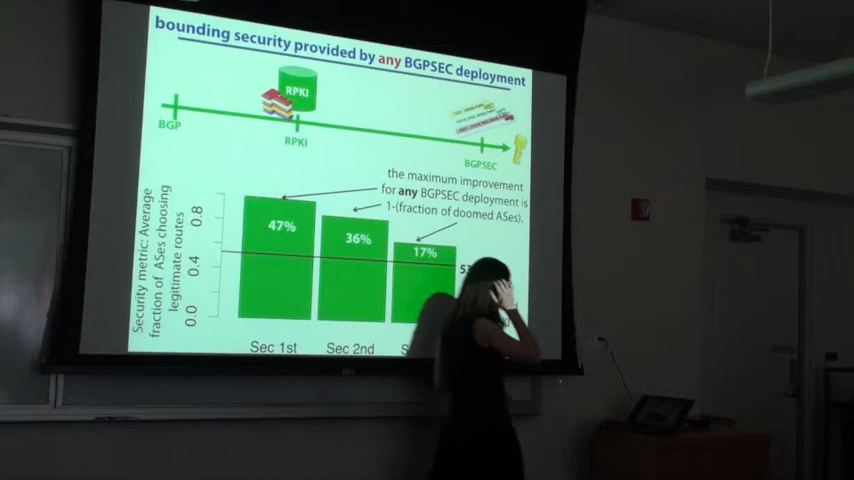 bounding security provided by any BGPSEC deployment
RPKI
BGP
RPKI
BGPSEC
the maximum improvement
for any BGPSEC deployment is
1-(fraction of doomed ASes).
Security metric: Average
fraction of ASes choosing
legitimate routes
0.8
0.4
0.0
47%
36%
17%
Sec 1st
Sec 2nd